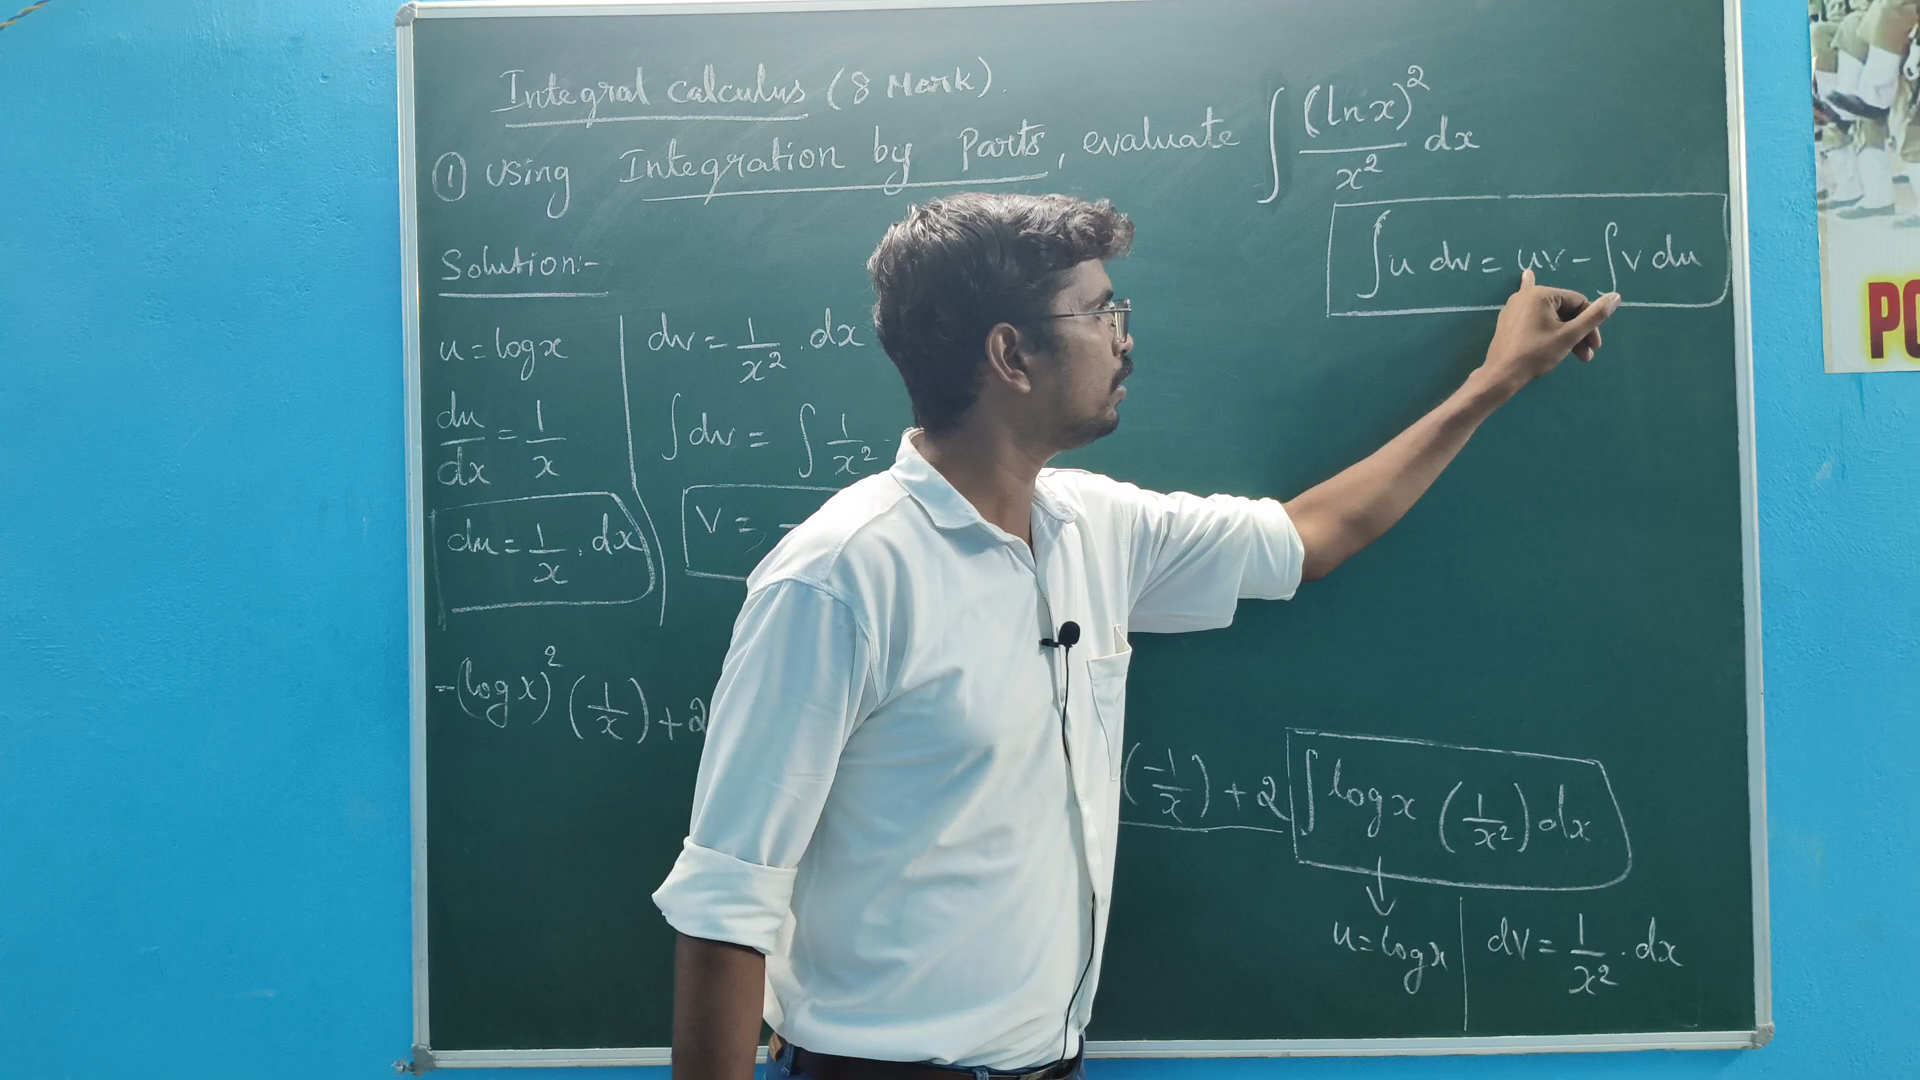 Integral calculus (8 Mark).
① Using Integration by Parts, evaluate ∫ (ln x)² / x² dx
∫ u dv = uv - ∫ v du
Solution:-
u = log x
dv = 1/x² . dx
du/dx = 1/x
∫ dv = ∫ 1/x²
du = 1/x . dx
v = -
-(log x)² (1/x) + 2
(-1/x) + 2 ∫ log x (1/x²) dx
u = log x
dv = 1/x² . dx
PO